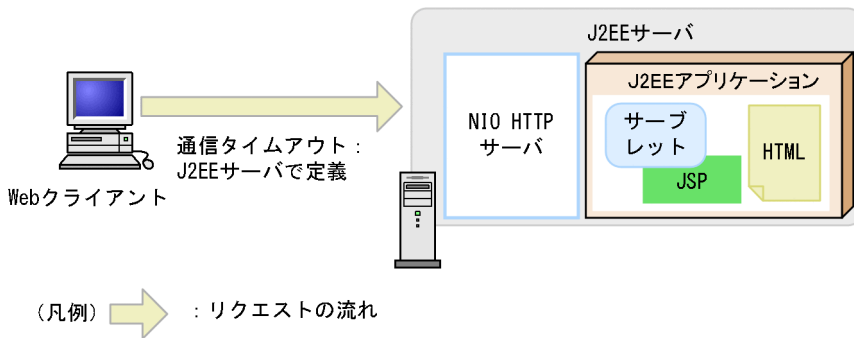 J2EEサーバ
J2EEアプリケーション
NIO HTTP
サーバ
サーブ
レット
JSP
HTML
通信タイムアウト：
J2EEサーバで定義
Webクライアント
（凡例）
：リクエストの流れ